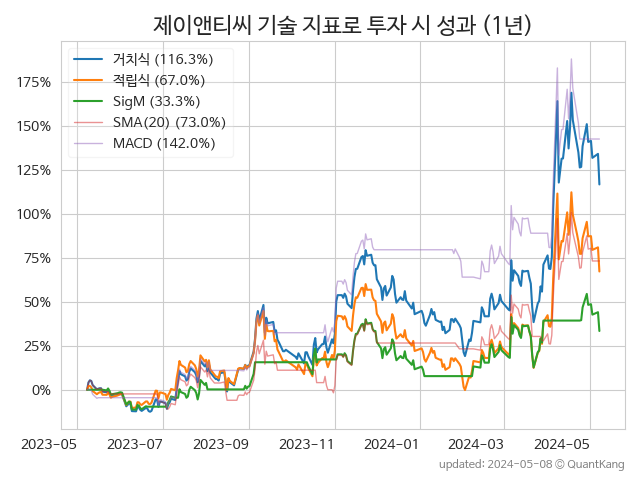 제이앤티씨 기술 지표로 투자 시 성과 (1년)
거치식 (116.3%)
적립식 (67.0%)
SigM (33.3%)
SMA(20) (73.0%)
MACD (142.0%)
175%
150%
125%
100%
75%
50%
25%
0%
2023-05 2023-07 2023-09 2023-11 2024-01 2024-03 2024-05
updated: 2024-05-08 © QuantKang